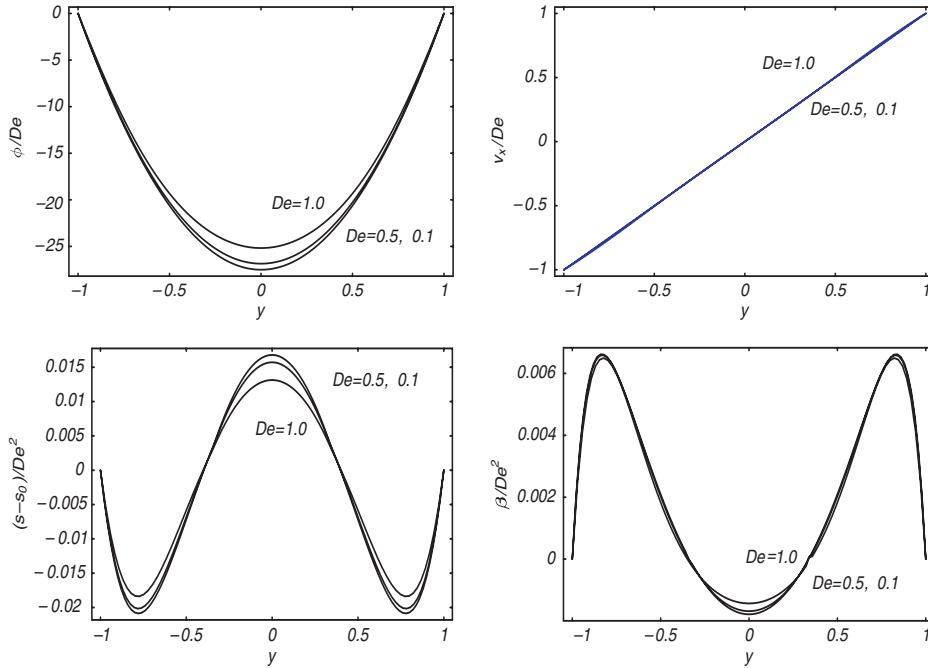 0
−5
−10
−15
−20
−25
ϕ/De
De=1.0
De=0.5, 0.1
−1 −0.5 0 0.5 1
y
1
0.5
0
−0.5
−1
v_x/De
De=1.0
De=0.5, 0.1
−1 −0.5 0 0.5 1
y
0.015
0.010
0.005
0
−0.005
−0.01
−0.015
−0.02
(s−s_0)/De^2
De=0.5, 0.1
De=1.0
−1 −0.5 0 0.5 1
y
0.006
0.004
0.002
0
β/De^2
De=1.0
De=0.5, 0.1
−1 −0.5 0 0.5 1
y